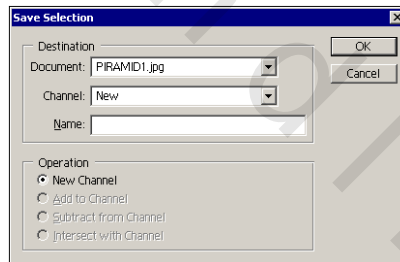 Save Selection
Destination
Document: PIRAMID1.jpg
Channel: New
Name:
OK
Cancel
Operation
New Channel
Add to Channel
Subtract from Channel
Intersect with Channel